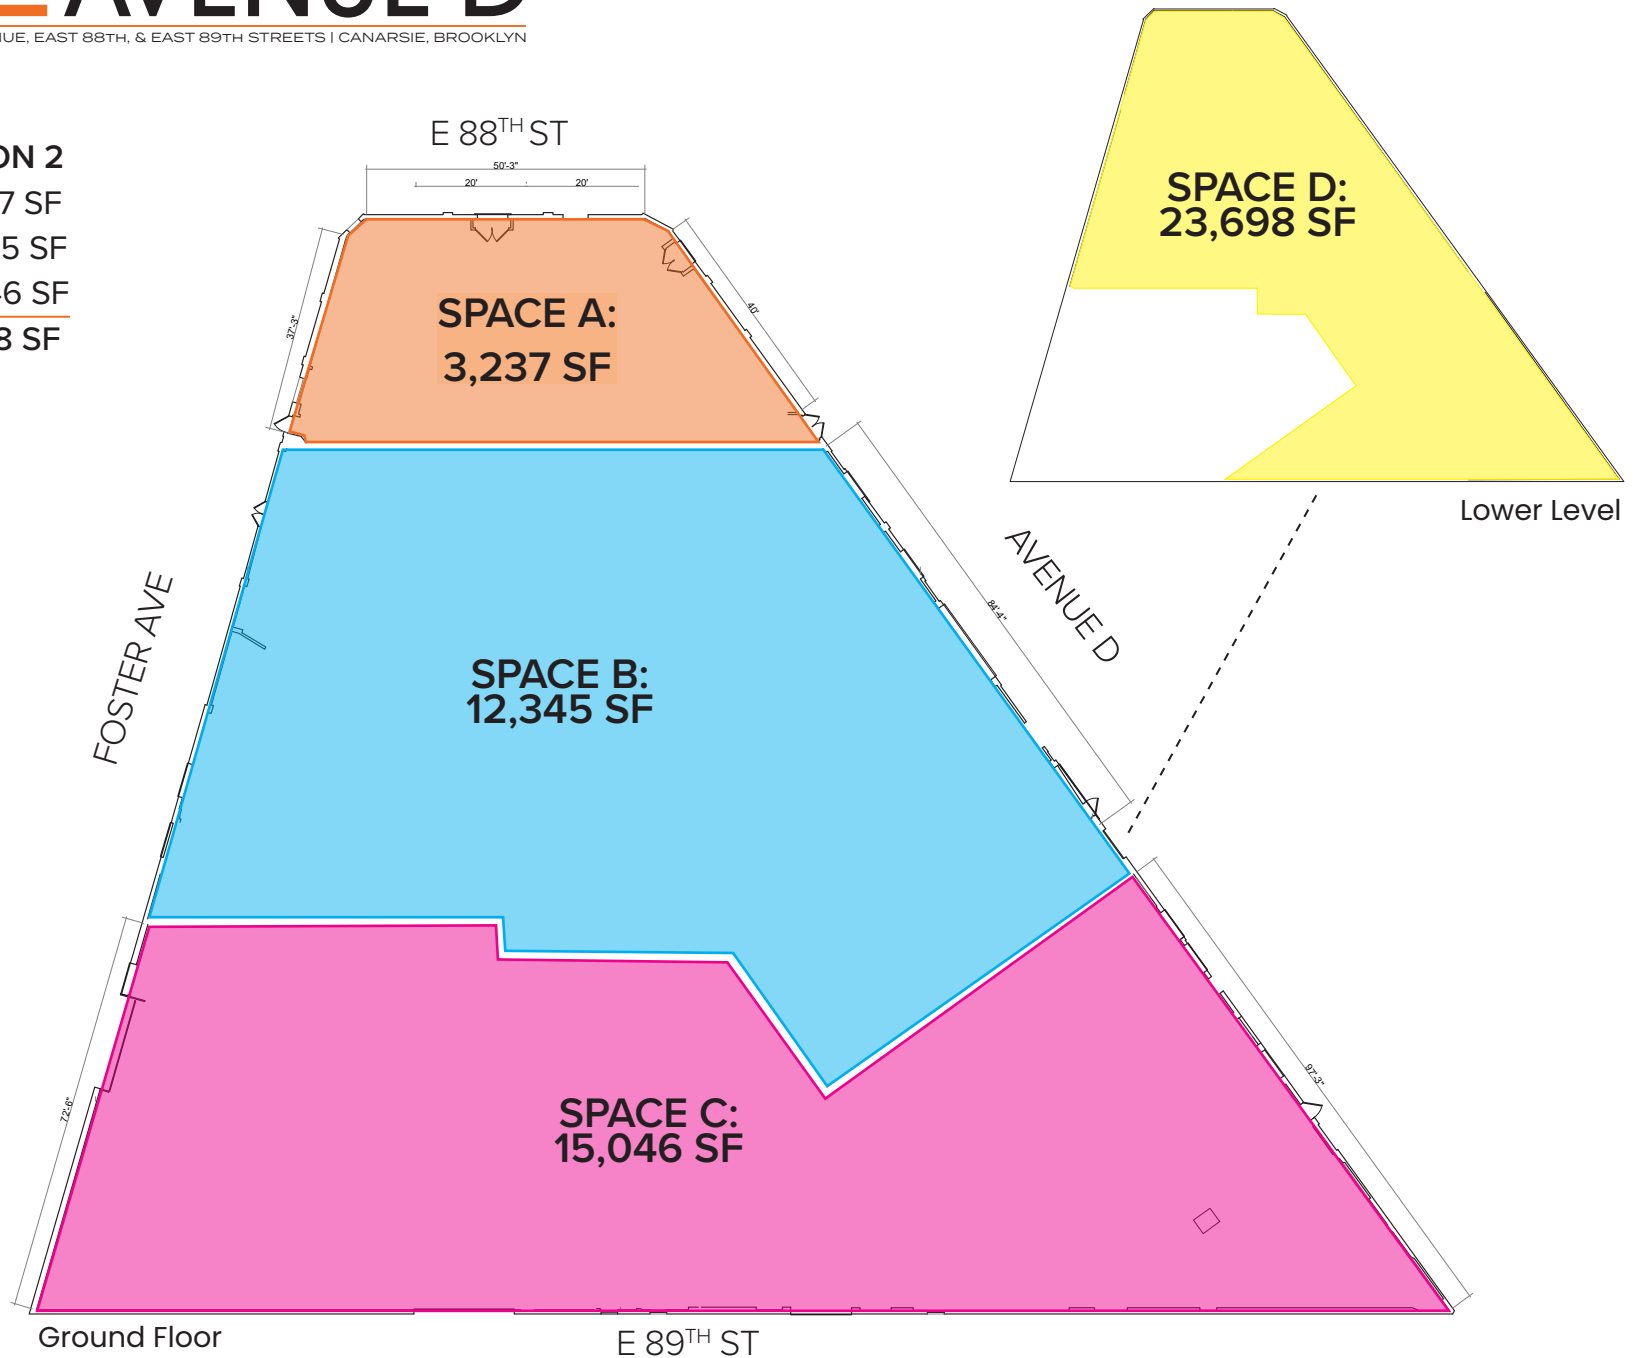 AVENUE D
UE, EAST 88TH, & EAST 89TH STREETS | CANARSIE, BROOKLYN
ON 2
7 SF
5 SF
6 SF
8 SF
E 88TH ST
50'-3"
20'
20'
37'-3"
40'
SPACE A:
3,237 SF
SPACE D:
23,698 SF
Lower Level
AVENUE D
84'-4"
FOSTER AVE
SPACE B:
12,345 SF
72'-6"
97'-3"
SPACE C:
15,046 SF
Ground Floor
E 89TH ST